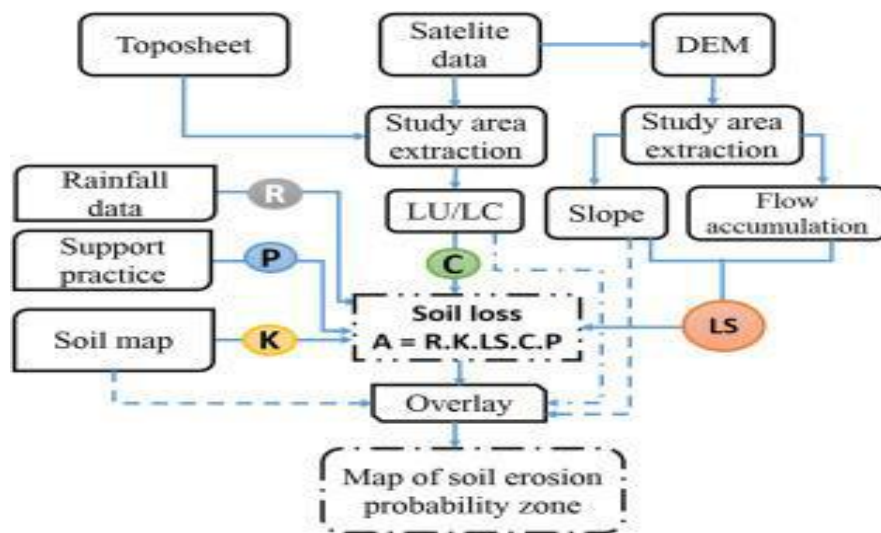 Toposheet
Satelite
data
DEM
Study area
extraction
Study area
extraction
Rainfall
data
R
LU/LC
Slope
Flow
accumulation
Support
practice
P
C
Soil map
K
Soil loss
A = R.K.LS.C.P
LS
Overlay
Map of soil erosion
probability zone